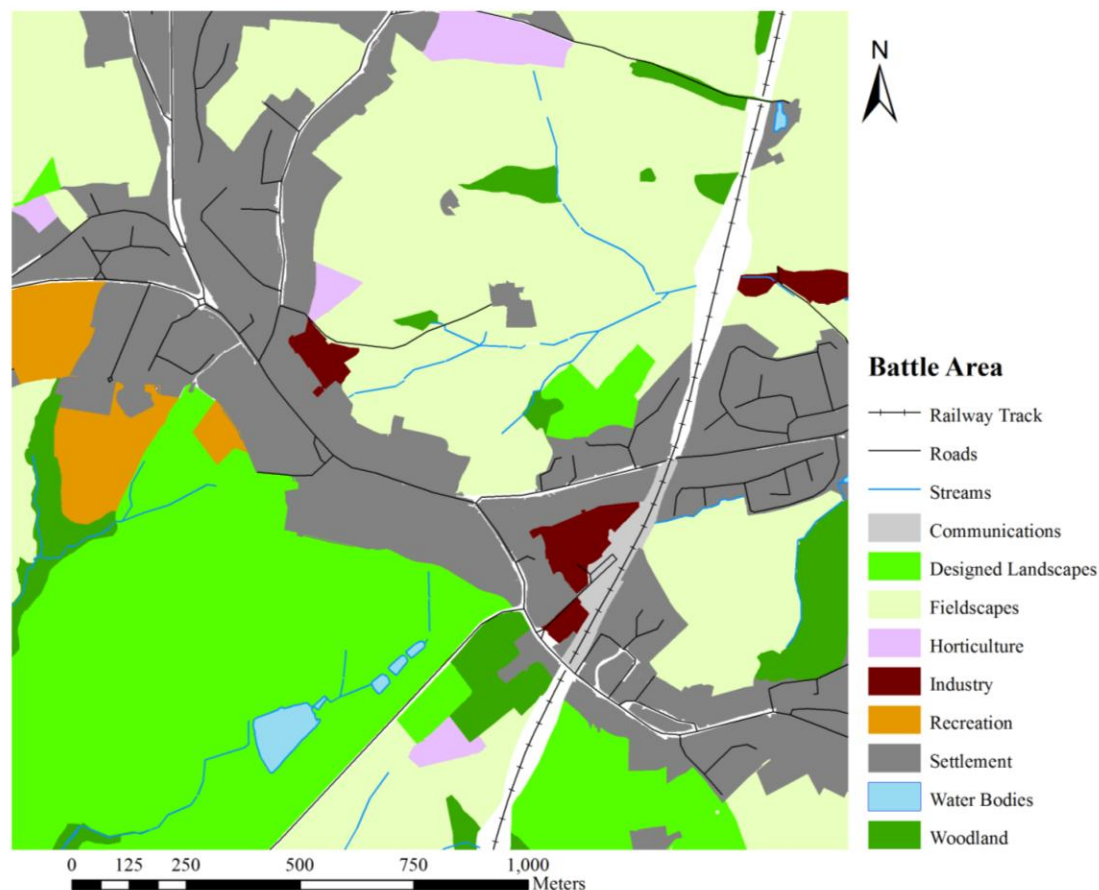 N
Battle Area
Railway Track
Roads
Streams
Communications
Designed Landscapes
Fieldscapes
Horticulture
Industry
Recreation
Settlement
Water Bodies
Woodland
0 125 250 500 750 1,000
Meters